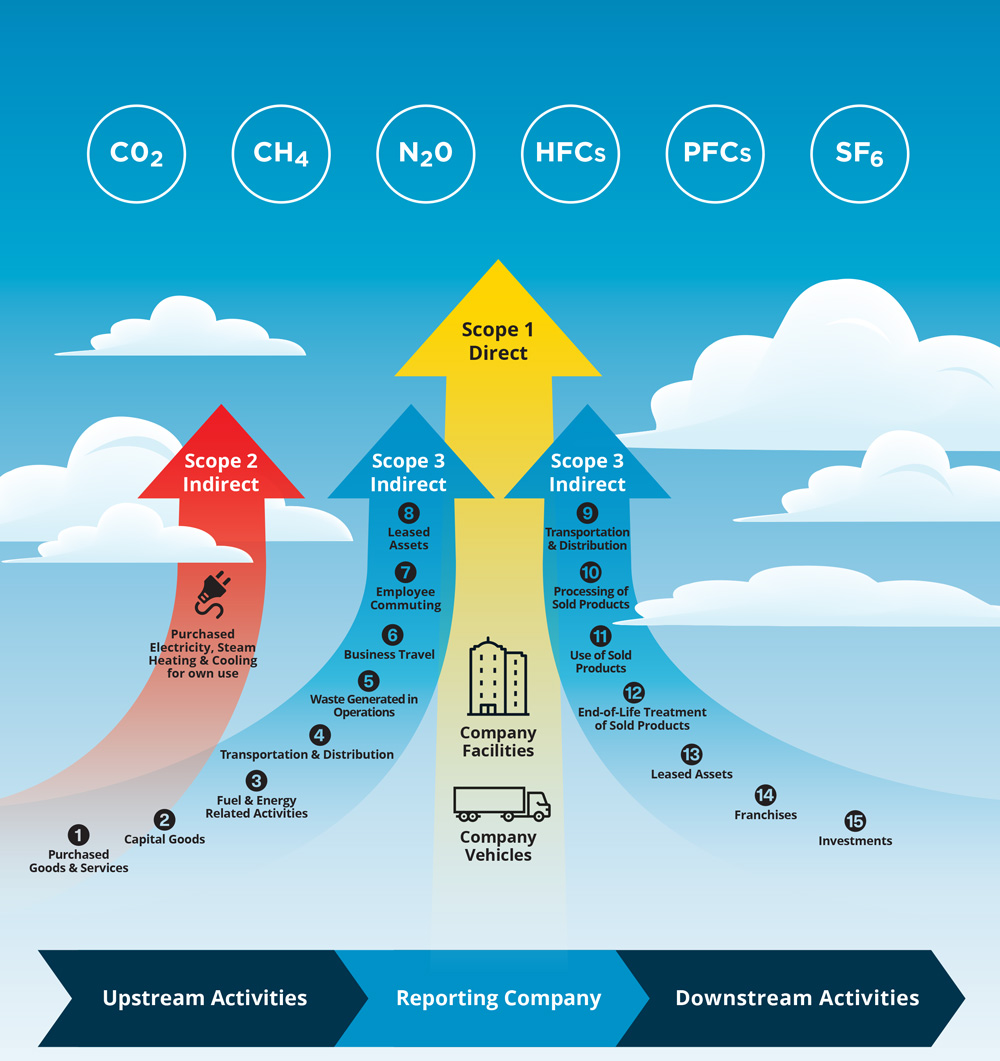 C0₂
CH₄
N₂0
HFCs
PFCs
SF₆
Scope 1
Direct
Scope 2
Indirect
Purchased
Electricity, Steam
Heating & Cooling
for own use
Scope 3
Indirect
8
Leased
Assets
7
Employee
Commuting
6
Business Travel
5
Waste Generated in
Operations
4
Transportation & Distribution
3
Fuel & Energy
Related Activities
2
Capital Goods
1
Purchased
Goods & Services
Company
Facilities
Company
Vehicles
Scope 3
Indirect
9
Transportation
& Distribution
10
Processing of
Sold Products
11
Use of Sold
Products
12
End-of-Life Treatment
of Sold Products
13
Leased Assets
14
Franchises
15
Investments
Upstream Activities
Reporting Company
Downstream Activities